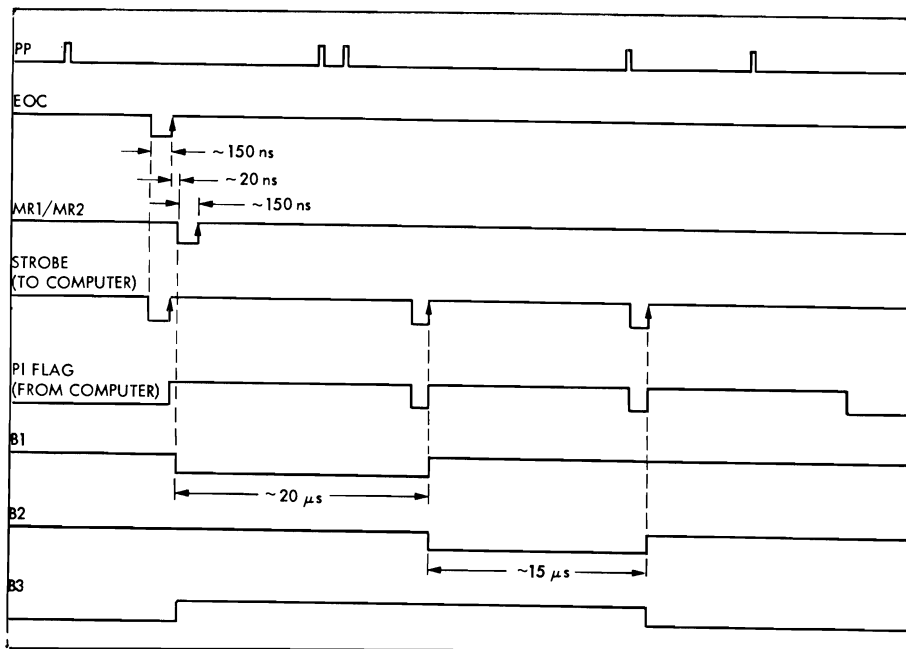 PP
EOC
~150 ns
~20 ns
MR1/MR2
~150 ns
STROBE
(TO COMPUTER)
PI FLAG
(FROM COMPUTER)
B1
~20 μs
B2
~15 μs
B3